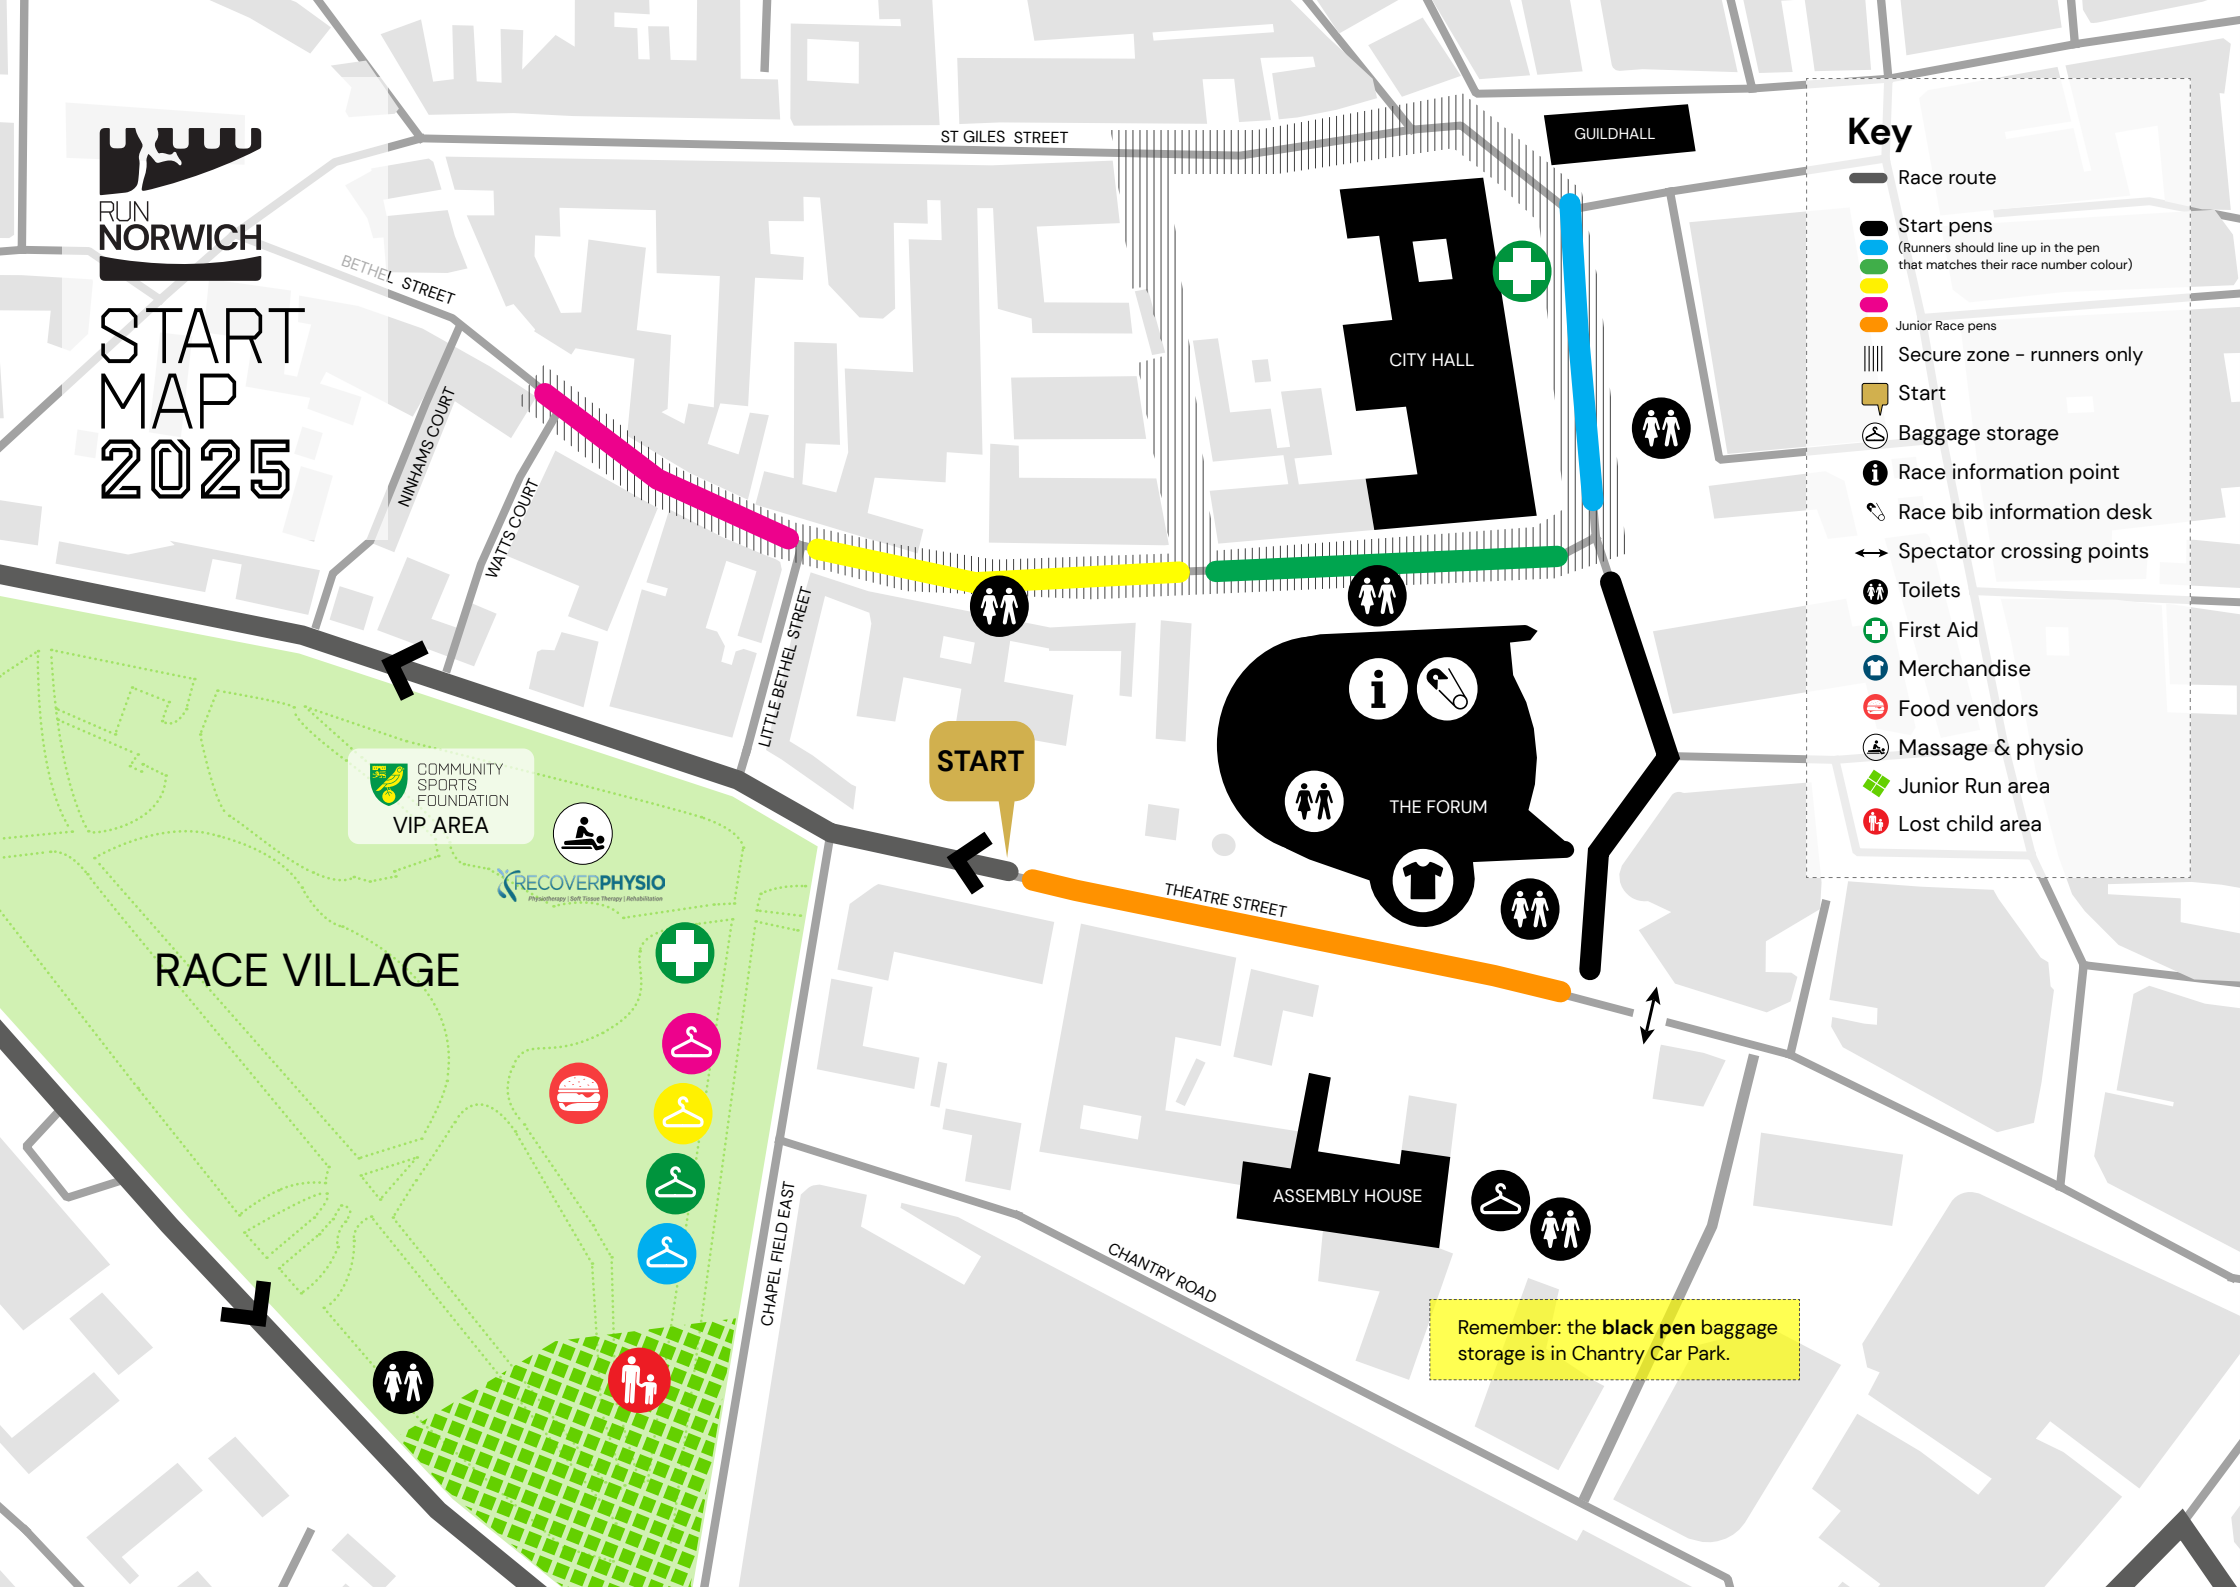 RUN
NORWICH
START
MAP
2025
ST GILES STREET
GUILDHALL
BETHEL STREET
NINHAMS COURT
WATTS COURT
LITTLE BETHEL STREET
CITY HALL
START
THE FORUM
THEATRE STREET
COMMUNITY
SPORTS
FOUNDATION
VIP AREA
RECOVERPHYSIO
Physiotherapy | Soft Tissue Therapy | Rehabilitation
RACE VILLAGE
CHAPEL FIELD EAST
CHANTRY ROAD
ASSEMBLY HOUSE
Remember: the black pen baggage
storage is in Chantry Car Park.
Key
Race route
Start pens
(Runners should line up in the pen
that matches their race number colour)
Junior Race pens
Secure zone - runners only
Start
Baggage storage
Race information point
Race bib information desk
Spectator crossing points
Toilets
First Aid
Merchandise
Food vendors
Massage & physio
Junior Run area
Lost child area